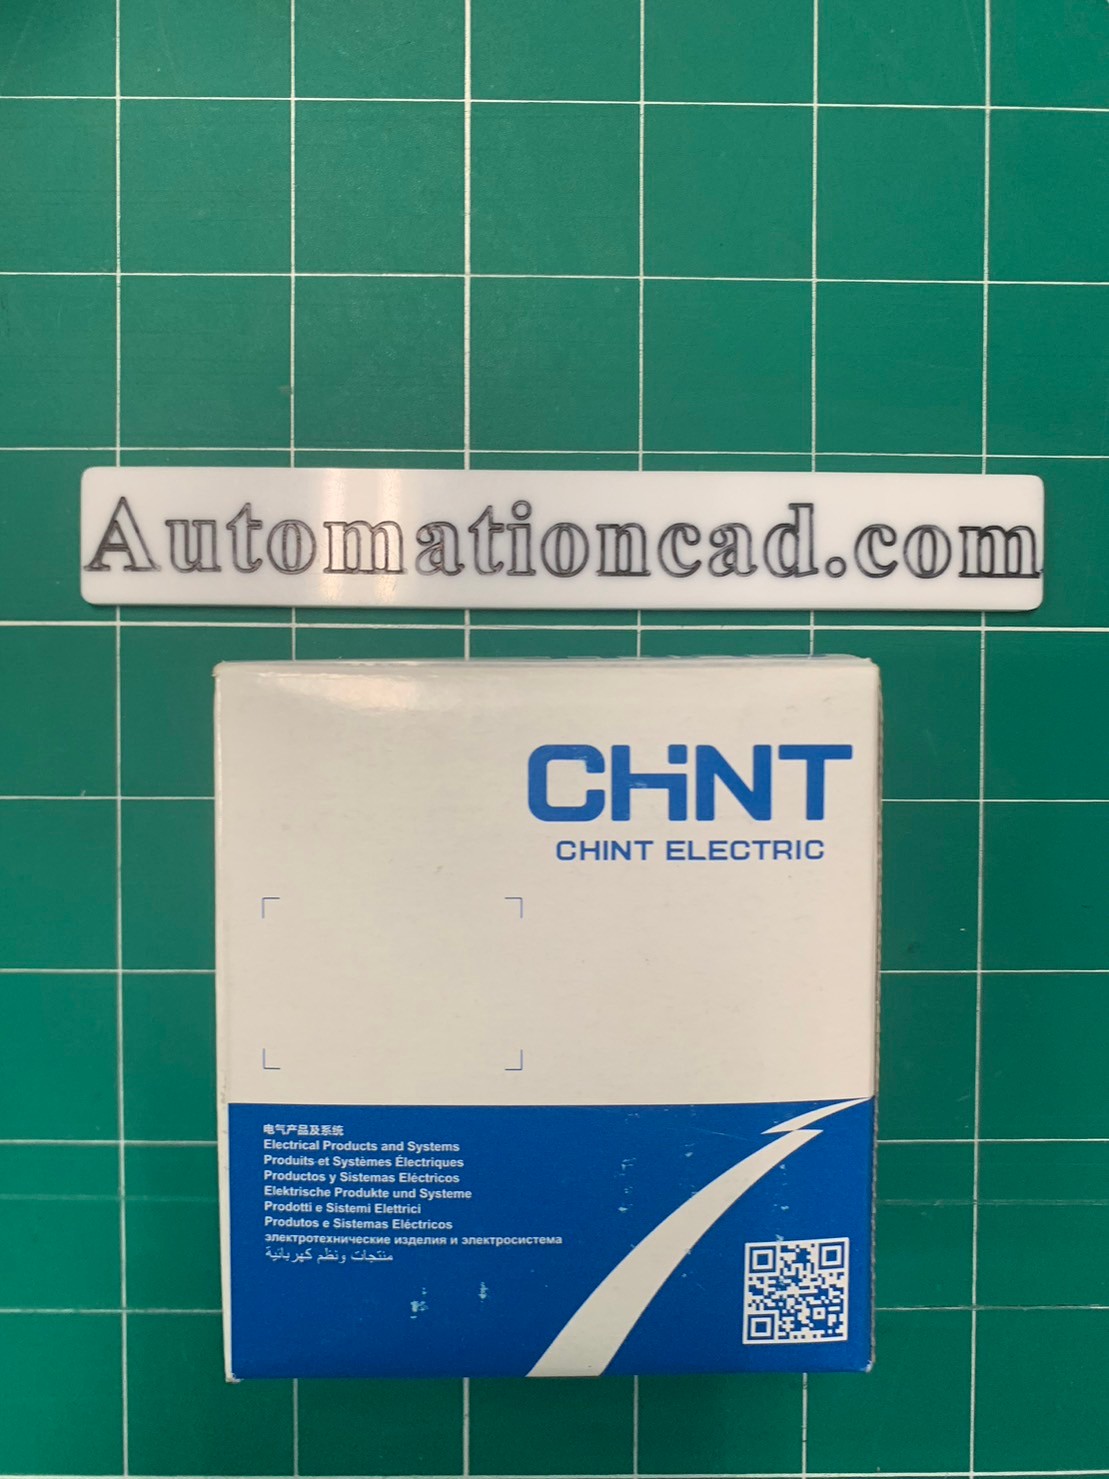 Automationcad.com
CHINT
CHINT ELECTRIC
电气产品及系统
Electrical Products and Systems
Produits et Systèmes Électriques
Productos y Sistemas Eléctricos
Elektrische Produkte und Systeme
Prodotti e Sistemi Elettrici
Produtos e Sistemas Eléctricos
электротехнические изделия и электросистема
منتجات ونظم كهربائية